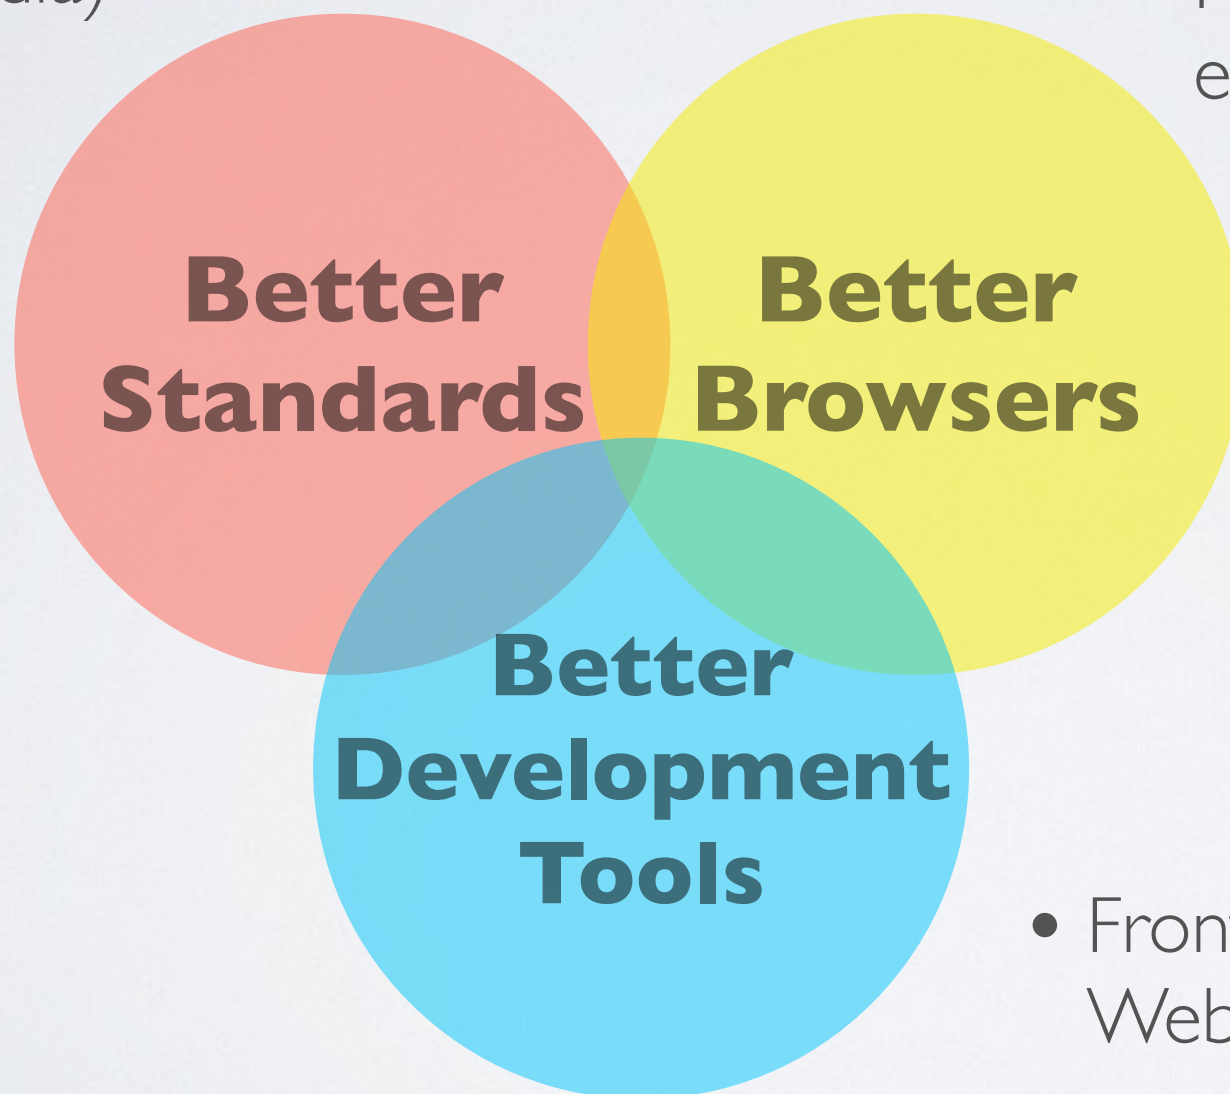 Better
Standards
Better
Browsers
Better
Development
Tools
• Fron
Web